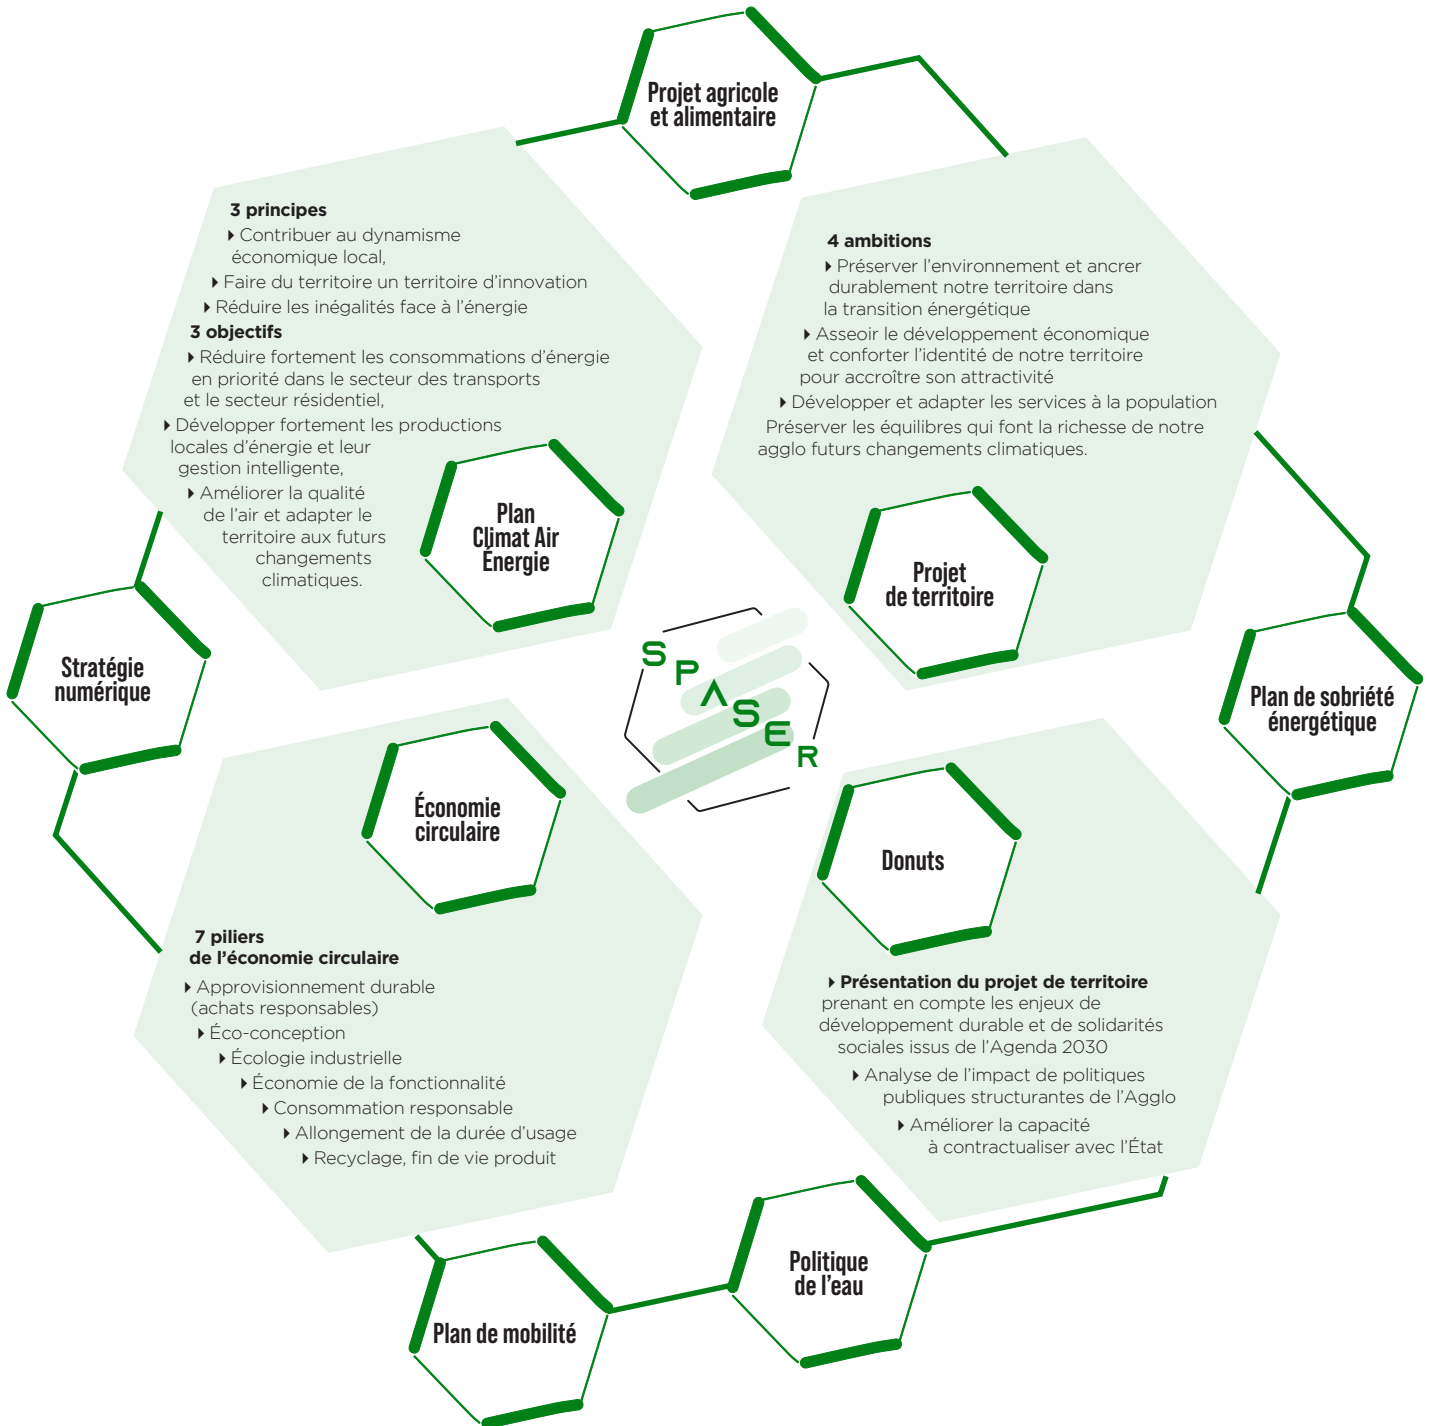 Projet agricole
et alimentaire
3 principes
▸ Contribuer au dynamisme
économique local,
▸ Faire du territoire un territoire d’innovation
▸ Réduire les inégalités face à l’énergie
3 objectifs
▸ Réduire fortement les consommations d’énergie
en priorité dans le secteur des transports
et le secteur résidentiel,
▸ Développer fortement les productions
locales d’énergie et leur
gestion intelligente,
▸ Améliorer la qualité
de l’air et adapter le
territoire aux futurs
changements
climatiques.
Plan
Climat Air
Énergie
4 ambitions
▸ Préserver l’environnement et ancrer
durablement notre territoire dans
la transition énergétique
▸ Asseoir le développement économique
et conforter l’identité de notre territoire
pour accroître son attractivité
▸ Développer et adapter les services à la population
Préserver les équilibres qui font la richesse de notre
agglo futurs changements climatiques.
Projet
de territoire
Stratégie
numérique
SPASER
Plan de sobriété
énergétique
Économie
circulaire
7 piliers
de l’économie circulaire
▸ Approvisionnement durable
(achats responsables)
▸ Éco-conception
▸ Écologie industrielle
▸ Économie de la fonctionnalité
▸ Consommation responsable
▸ Allongement de la durée d’usage
▸ Recyclage, fin de vie produit
Donuts
▸ Présentation du projet de territoire
prenant en compte les enjeux de
développement durable et de solidarités
sociales issus de l’Agenda 2030
▸ Analyse de l’impact de politiques
publiques structurantes de l’Agglo
▸ Améliorer la capacité
à contractualiser avec l’État
Politique
de l’eau
Plan de mobilité